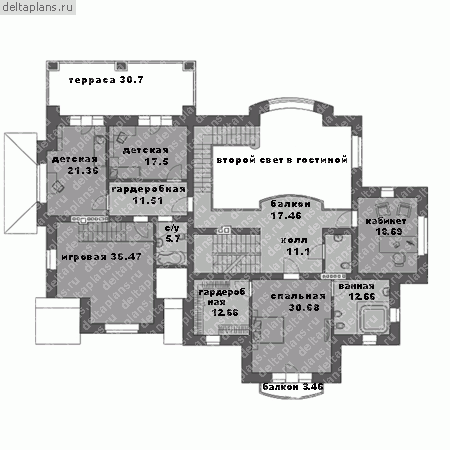 deltaplans.ru
терраса 30.7
детская
17.5
детская
21.36
второй свет в гостиной
гардеробная
11.51
балкон
17.46
кабинет
18.69
с/у
5.7
холл
11.1
игровая 35.47
гардероб
ная
12.66
спальная
30.68
ванная
12.66
балкон 3.46